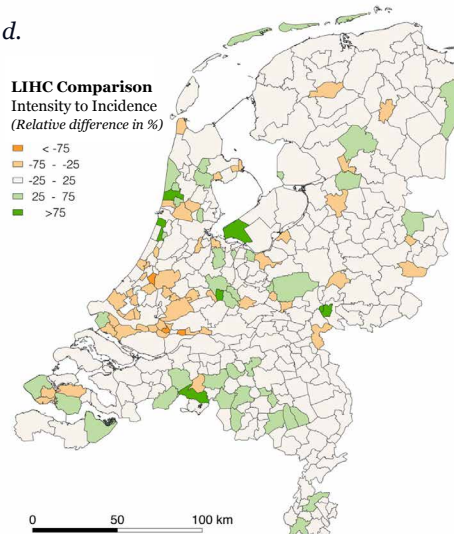 d.
LIHC Comparison
Intensity to Incidence
(Relative difference in %)
< -75
-75 - -25
-25 - 25
25 - 75
>75
0 50 100 km